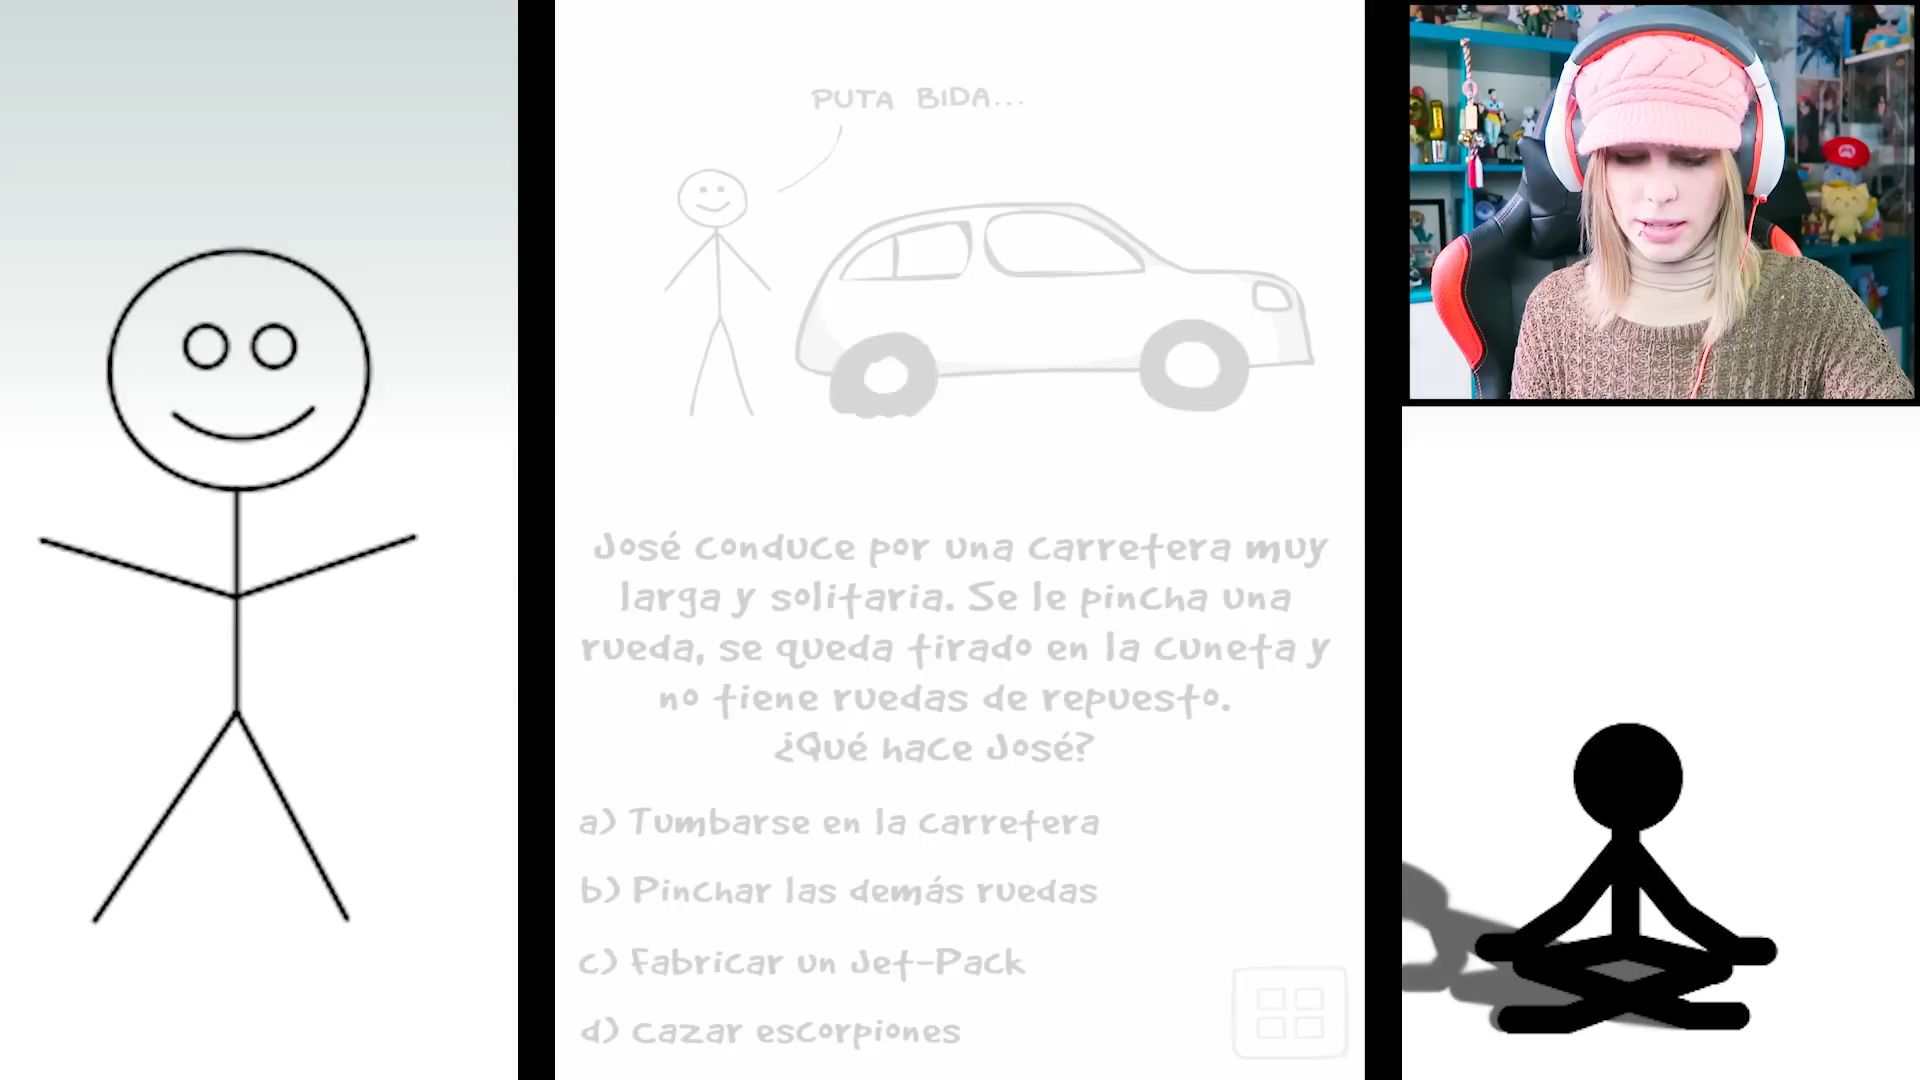 PUTA BIDA...
José conduce por una carretera muy
larga y solitaria. Se le pincha una
rueda, se queda tirado en la cuneta y
no tiene ruedas de repuesto.
¿Qué hace José?
a) Tumbarse en la carretera
b) Pinchar las demás ruedas
c) Fabricar un Jet-Pack
d) Cazar escorpiones